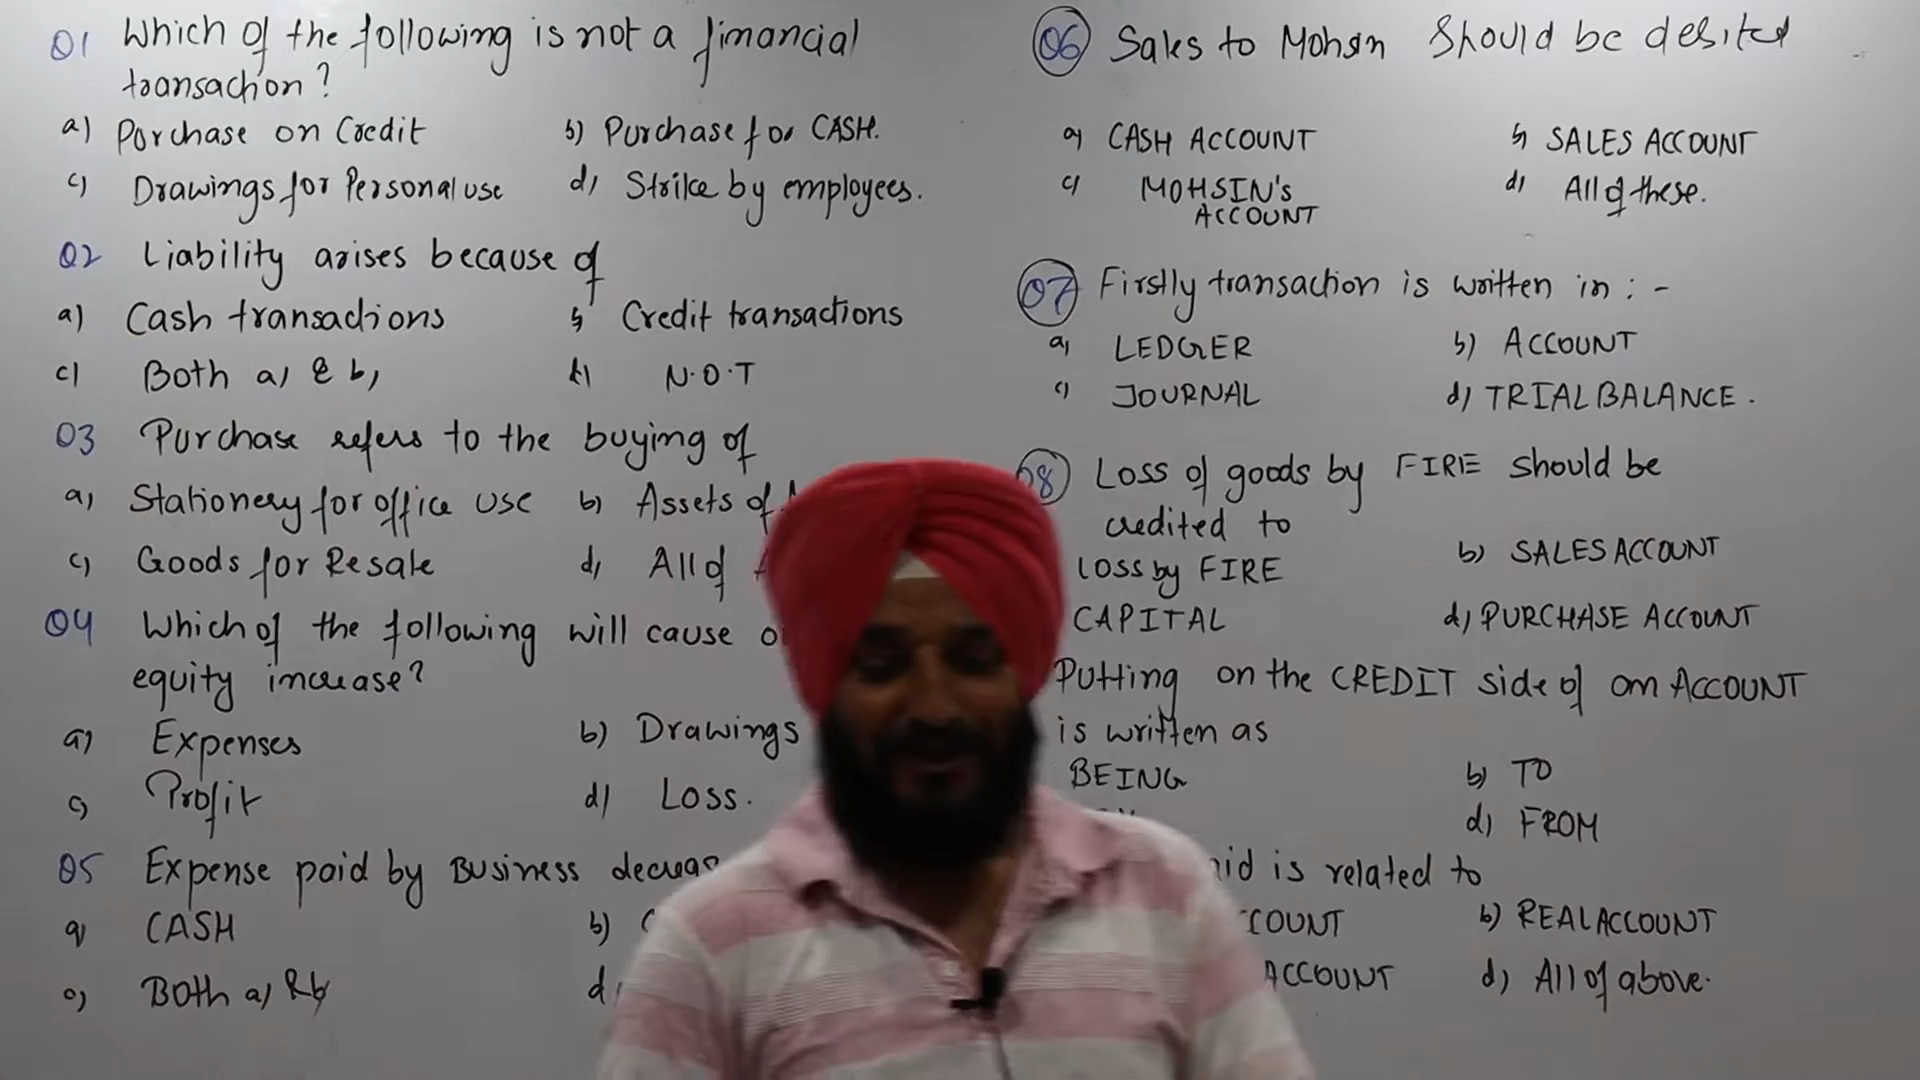 Q1 Which of the following is not a financial
transaction?
a) Purchase on Credit b) Purchase for CASH.
c) Drawings for Personal use d) Strike by employees.
Q2 Liability arises because of
a) Cash transactions b) Credit transactions
c) Both a) & b) d) N.O.T
Q3 Purchase refers to the buying of
a) Stationery for office use b) Assets of
c) Goods for Resale d) All of
Q4 Which of the following will cause
equity increase?
a) Expenses b) Drawings
c) Profit d) Loss.
Q5 Expense paid by Business
a) CASH b)
c) Both a) & b) d)
Q6 Sales to Mohsin Should be debited
a) CASH ACCOUNT b) SALES ACCOUNT
c) MOHSIN's d) All of these.
ACCOUNT
Q7 Firstly transaction is written in :-
a) LEDGER b) ACCOUNT
c) JOURNAL d) TRIAL BALANCE.
Q8 Loss of goods by FIRE should be
credited to
Loss by FIRE b) SALES ACCOUNT
CAPITAL d) PURCHASE ACCOUNT
Putting on the CREDIT side of an ACCOUNT
is written as
BEING b) TO
d) FROM
is related to
b) REAL ACCOUNT
ACCOUNT d) All of above.